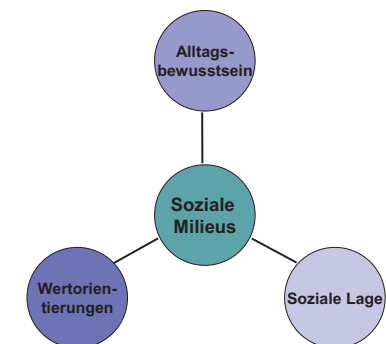 Alltags-
bewusstsein
Soziale
Milieus
Wertorien-
tierungen
Soziale Lage